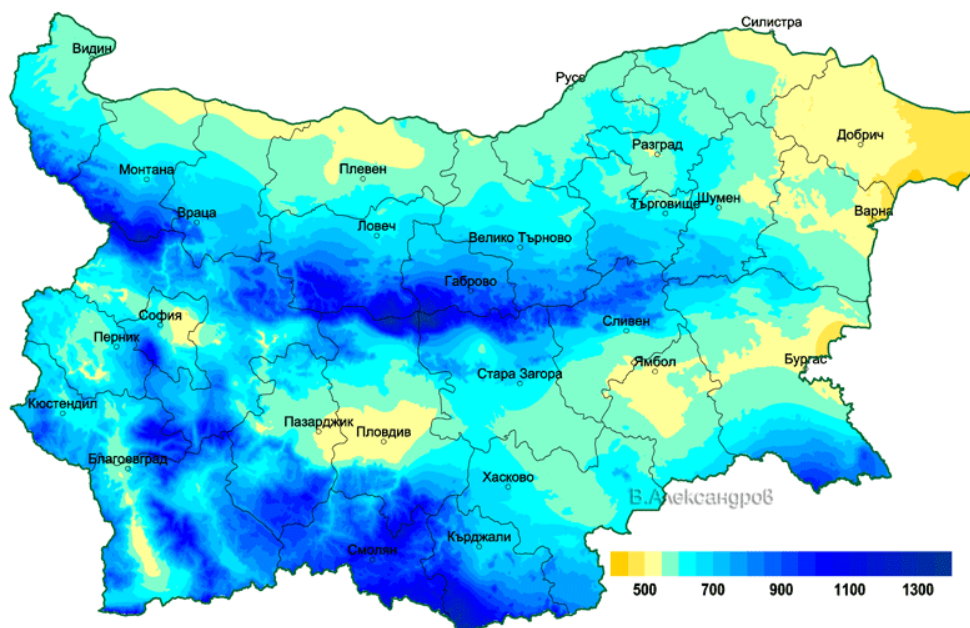 Силистра
Видин
Русе
Добрич
Разград
Монтана
Плевен
Търговище
Шумен
Варна
Враца
Ловеч
Велико Търново
Габрово
София
Сливен
Перник
Бургас
Ямбол
Стара Загора
Кюстендил
Пазарджик
Пловдив
Благоевград
Хасково
В.Александров
Кърджали
Смолян
500 700 900 1100 1300